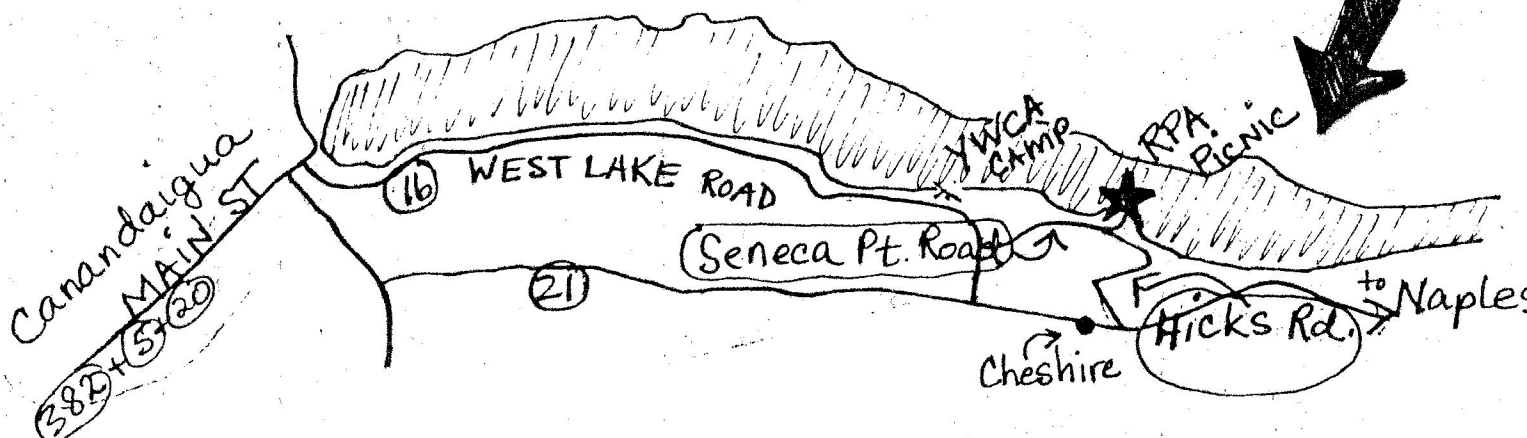 Canandaigua
MAIN ST
332 + 5 + 20
16
WEST LAKE ROAD
YWCA
CAMP
RPA
PICNIC
Seneca Pt. Road
21
Cheshire
Hicks Rd.
to Naples